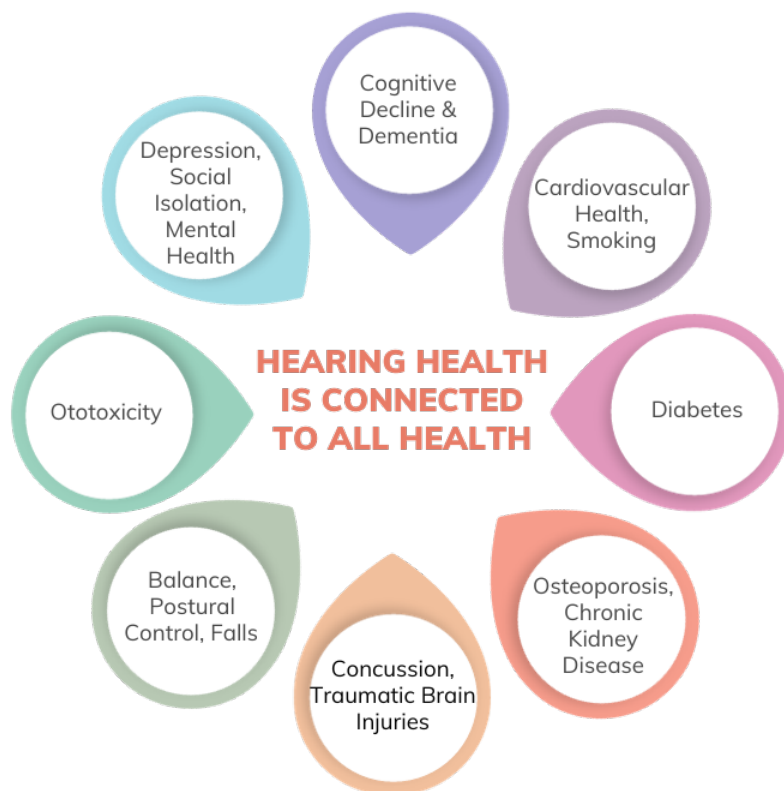 Cognitive
Decline &
Dementia
Cardiovascular
Health,
Smoking
Diabetes
Osteoporosis,
Chronic
Kidney
Disease
Concussion,
Traumatic Brain
Injuries
Balance,
Postural
Control, Falls
Ototoxicity
Depression,
Social
Isolation,
Mental
Health
HEARING HEALTH
IS CONNECTED
TO ALL HEALTH